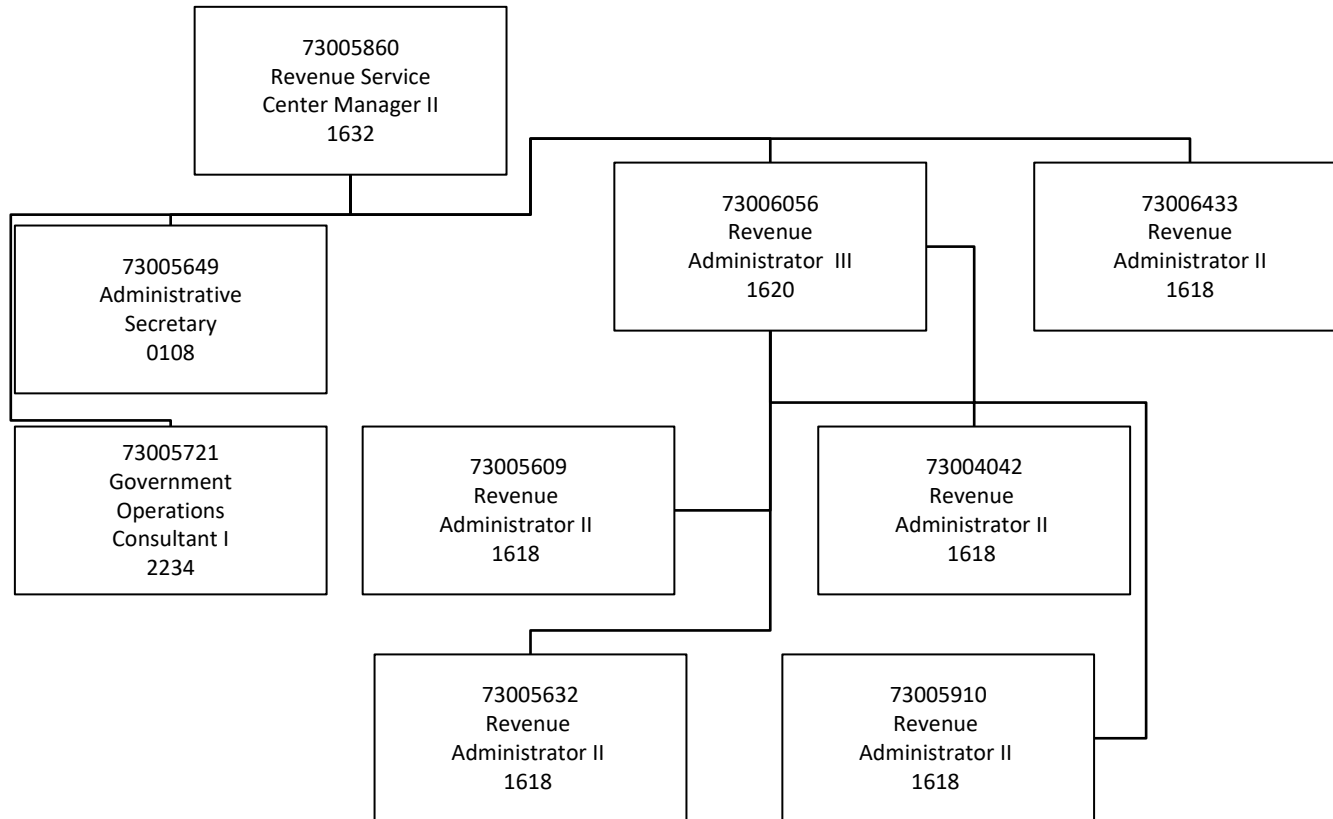 73005860
Revenue Service
Center Manager II
1632
73006056
Revenue
Administrator  III
1620
73006433
Revenue
Administrator II
1618
73005649
Administrative
Secretary
0108
73005721
Government
Operations
Consultant I
2234
73005609
Revenue
Administrator II
1618
73004042
Revenue
Administrator II
1618
73005632
Revenue
Administrator II
1618
73005910
Revenue
Administrator II
1618